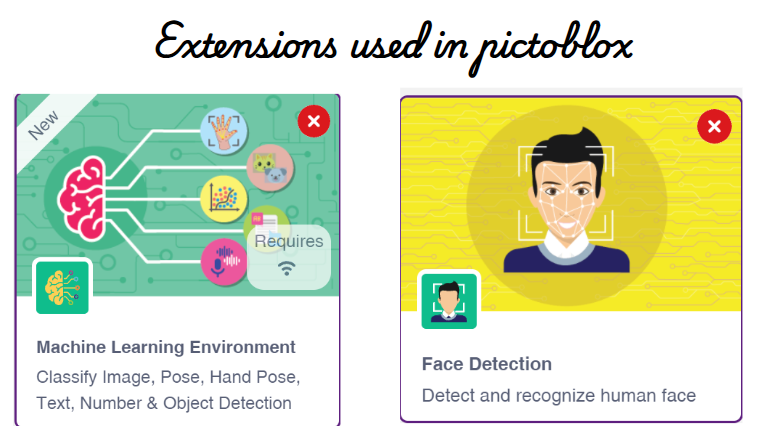 Extensions used in pictoblox
New
Requires
Machine Learning Environment
Classify Image, Pose, Hand Pose,
Text, Number & Object Detection
Face Detection
Detect and recognize human face